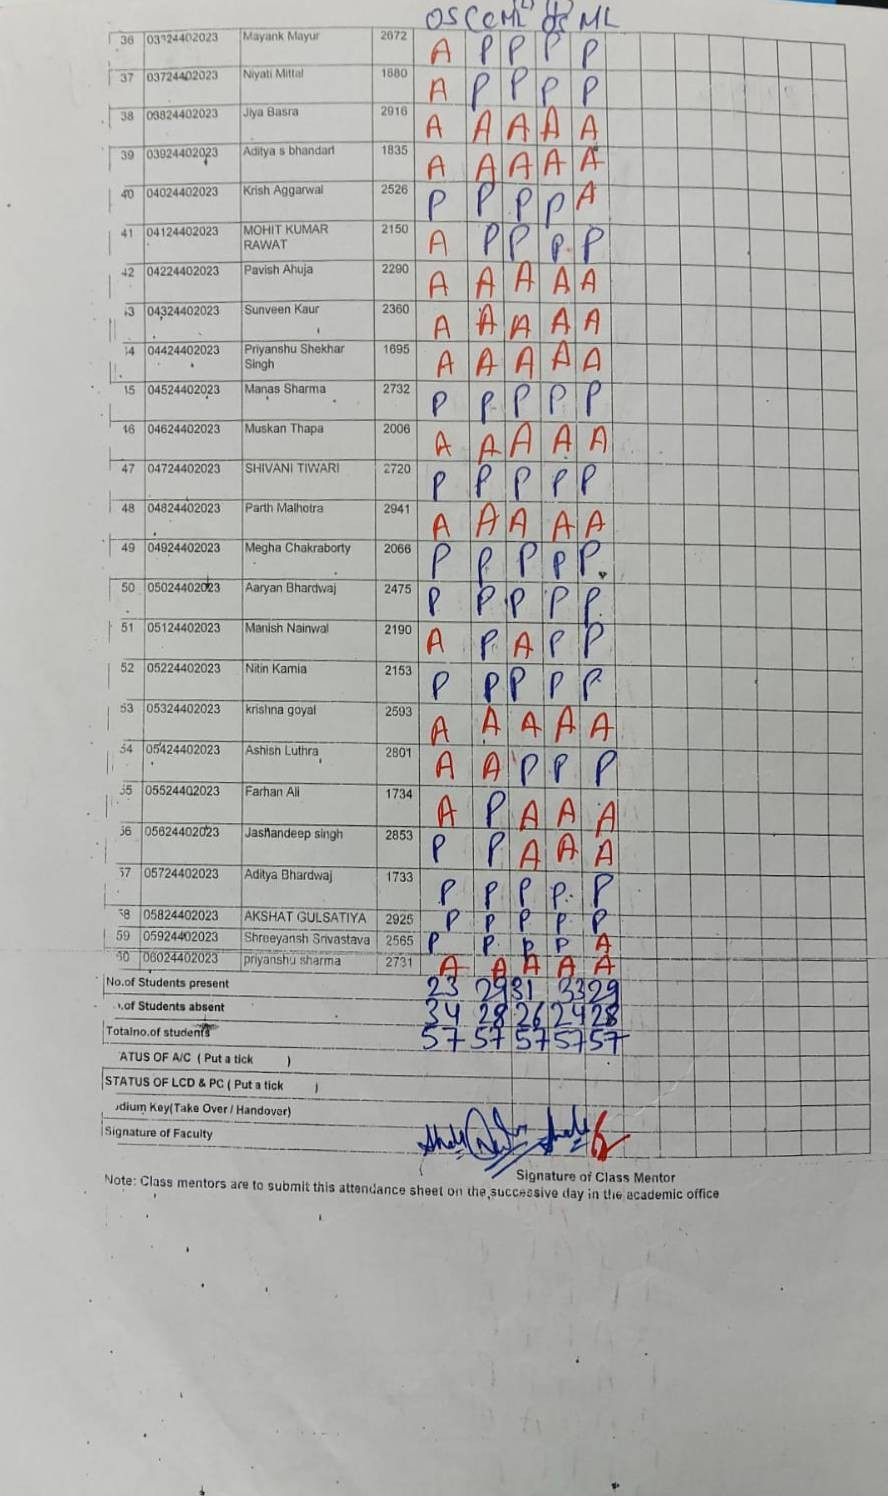 OS ML OS ML
36 03 24402023 Mayank Mayur 2672 A P P P P
37 03724402023 Niyati Mittal 1880 A P P P P
38 03824402023 Jiya Basra 2916 A A A A A
39 03924402023 Aditya s bhandari 1835 A A A A A
40 04024402023 Krish Aggarwal 2526 P P P P A
41 04124402023 MOHIT KUMAR 2150 A P P P P
RAWAT
42 04224402023 Pavish Ahuja 2290 A A A A A
43 04324402023 Sunveen Kaur 2360 A A A A A
44 04424402023 Priyanshu Shekhar 1695 A A A A A
Singh
45 04524402023 Manas Sharma 2732 P P P P P
46 04624402023 Muskan Thapa 2006 A A A A A
47 04724402023 SHIVANI TIWARI 2720 P P P P P
48 04824402023 Parth Malhotra 2941 A A A A A
49 04924402023 Megha Chakraborty 2066 P P P P P
50 05024402023 Aaryan Bhardwaj 2475 P P P P P
51 05124402023 Manish Nainwal 2190 A P A P P
52 05224402023 Nitin Kamia 2153 P P P P P
53 05324402023 krishna goyal 2593 A A A A A
54 05424402023 Ashish Luthra 2801 A A P P P
55 05524402023 Farhan Ali 1734 A P A A A
56 05624402023 Jashandeep singh 2853 P P A A A
57 05724402023 Aditya Bhardwaj 1733 P P P P P
58 05824402023 AKSHAT GULSATIYA 2925 P P P P P
59 05924402023 Shreeyansh Srivastava 2565 P P P P A
60 06024402023 priyanshu sharma 2731 A A A A A
No.of Students present 23 29 31 33 29
.of Students absent 34 28 26 24 28
Totalno.of students 57 57 57 57 57
ATUS OF A/C ( Put a tick )
STATUS OF LCD & PC ( Put a tick )
dium Key(Take Over / Handover)
Signature of Faculty
Signature of Class Mentor
Note: Class mentors are to submit this attendance sheet on the successive day in the academic office